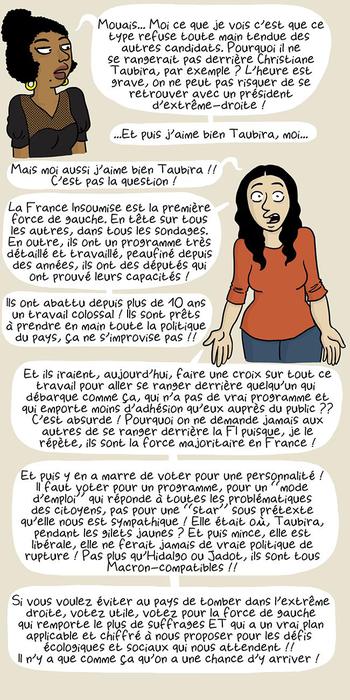 Mouais... Moi ce que je vois c'est que ce
type refuse toute main tendue des
autres candidats. Pourquoi il ne
se rangerait pas derrière Christiane
Taubira, par exemple ? L'heure est
grave, on ne peut pas risquer de se
retrouver avec un président
d'extrême-droite !
...Et puis j'aime bien Taubira, moi...
Mais moi aussi j'aime bien Taubira !!
C'est pas la question !
La France Insoumise est la première
force de gauche. En tête sur tous
les autres, dans tous les sondages.
En outre, ils ont un programme très
détaillé et travaillé, peaufiné depuis
des années, ils ont des députés qui
ont prouvé leurs capacités !
Ils ont abattu depuis plus de 10 ans
un travail colossal ! Ils sont prêts
à prendre en main toute la politique
du pays, ça ne s'improvise pas !!
Et ils iraient, aujourd'hui, faire une croix sur tout ce
travail pour aller se ranger derrière quelqu'un qui
débarque comme ça, qui n'a pas de vrai programme et
qui emporte moins d'adhésion qu'eux auprès du public ??
C'est absurde ! Pourquoi on ne demande jamais aux
autres de se ranger derrière la FI puisque, je le
répète, ils sont la force majoritaire en France !
Et puis y en a marre de voter pour une personnalité !
Il faut voter pour un programme, pour un "mode
d'emploi" qui réponde à toutes les problématiques
des citoyens, pas pour une "star" sous prétexte
qu'elle nous est sympathique ! Elle était où, Taubira,
pendant les gilets jaunes ? Et puis mince, elle est
libérale, elle ne ferait jamais de vraie politique de
rupture ! Pas plus qu'Hidalgo ou Jadot, ils sont tous
Macron-compatibles !!
Si vous voulez éviter au pays de tomber dans l'extrême
droite, votez utile, votez pour la force de gauche
qui remporte le plus de suffrages ET qui a un vrai plan
applicable et chiffré à nous proposer pour les défis
écologiques et sociaux qui nous attendent !!
Il n'y a que comme ça qu'on a une chance d'y arriver !